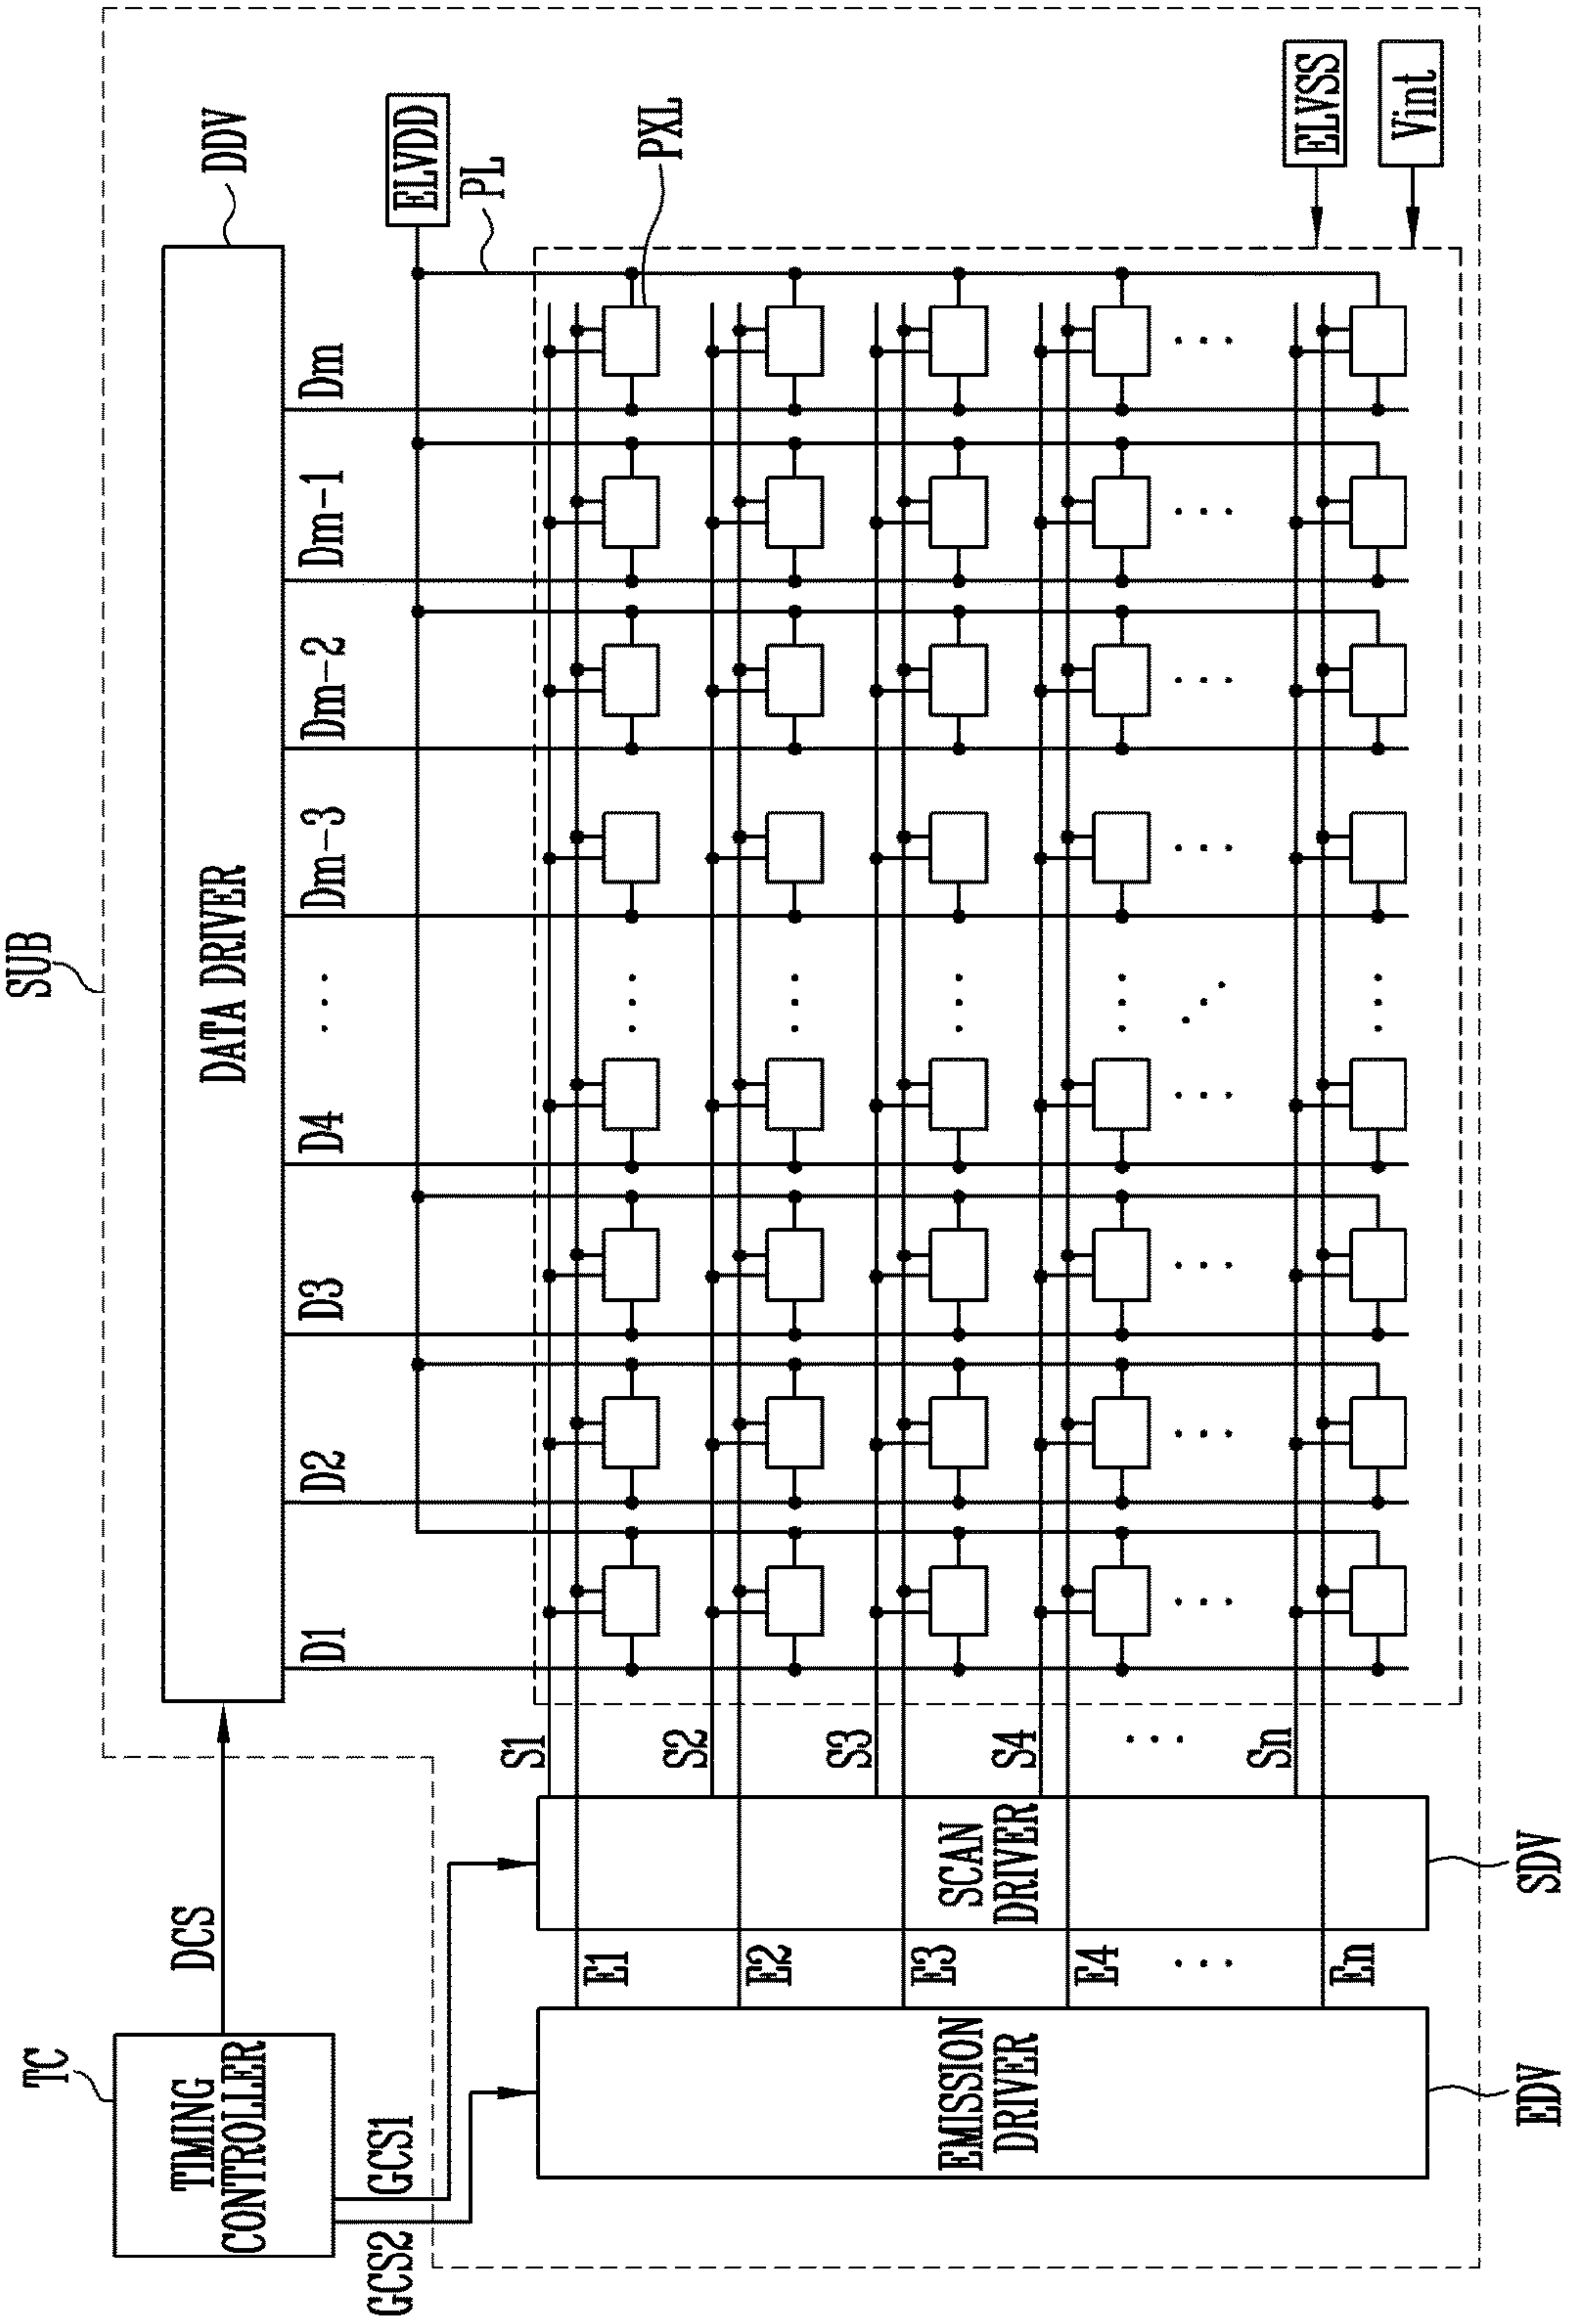 SUB
TC
TIMING
CONTROLLER
DCS
DATA DRIVER
DDV
GCS2
GCS1
D1
D2
D3
D4
...
Dm-3
Dm-2
Dm-1
Dm
ELVDD
PL
PXL
EMISSION
DRIVER
EDV
SCAN
DRIVER
SDV
S1
E1
S2
E2
S3
E3
S4
E4
...
...
Sn
En
ELVSS
Vint